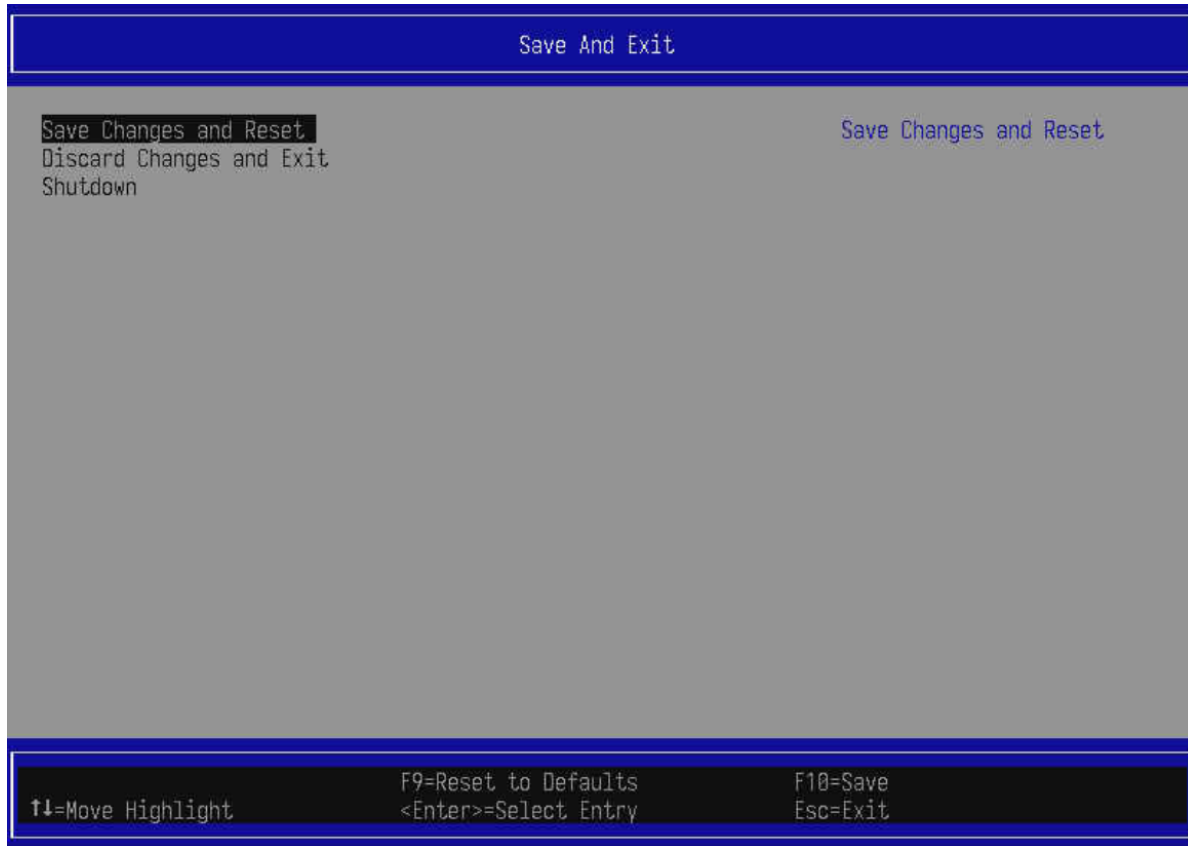 Save And Exit
Save Changes and Reset
Save Changes and Reset
Discard Changes and Exit
Shutdown
F9=Reset to Defaults F10=Save
↑↓=Move Highlight <Enter>=Select Entry Esc=Exit